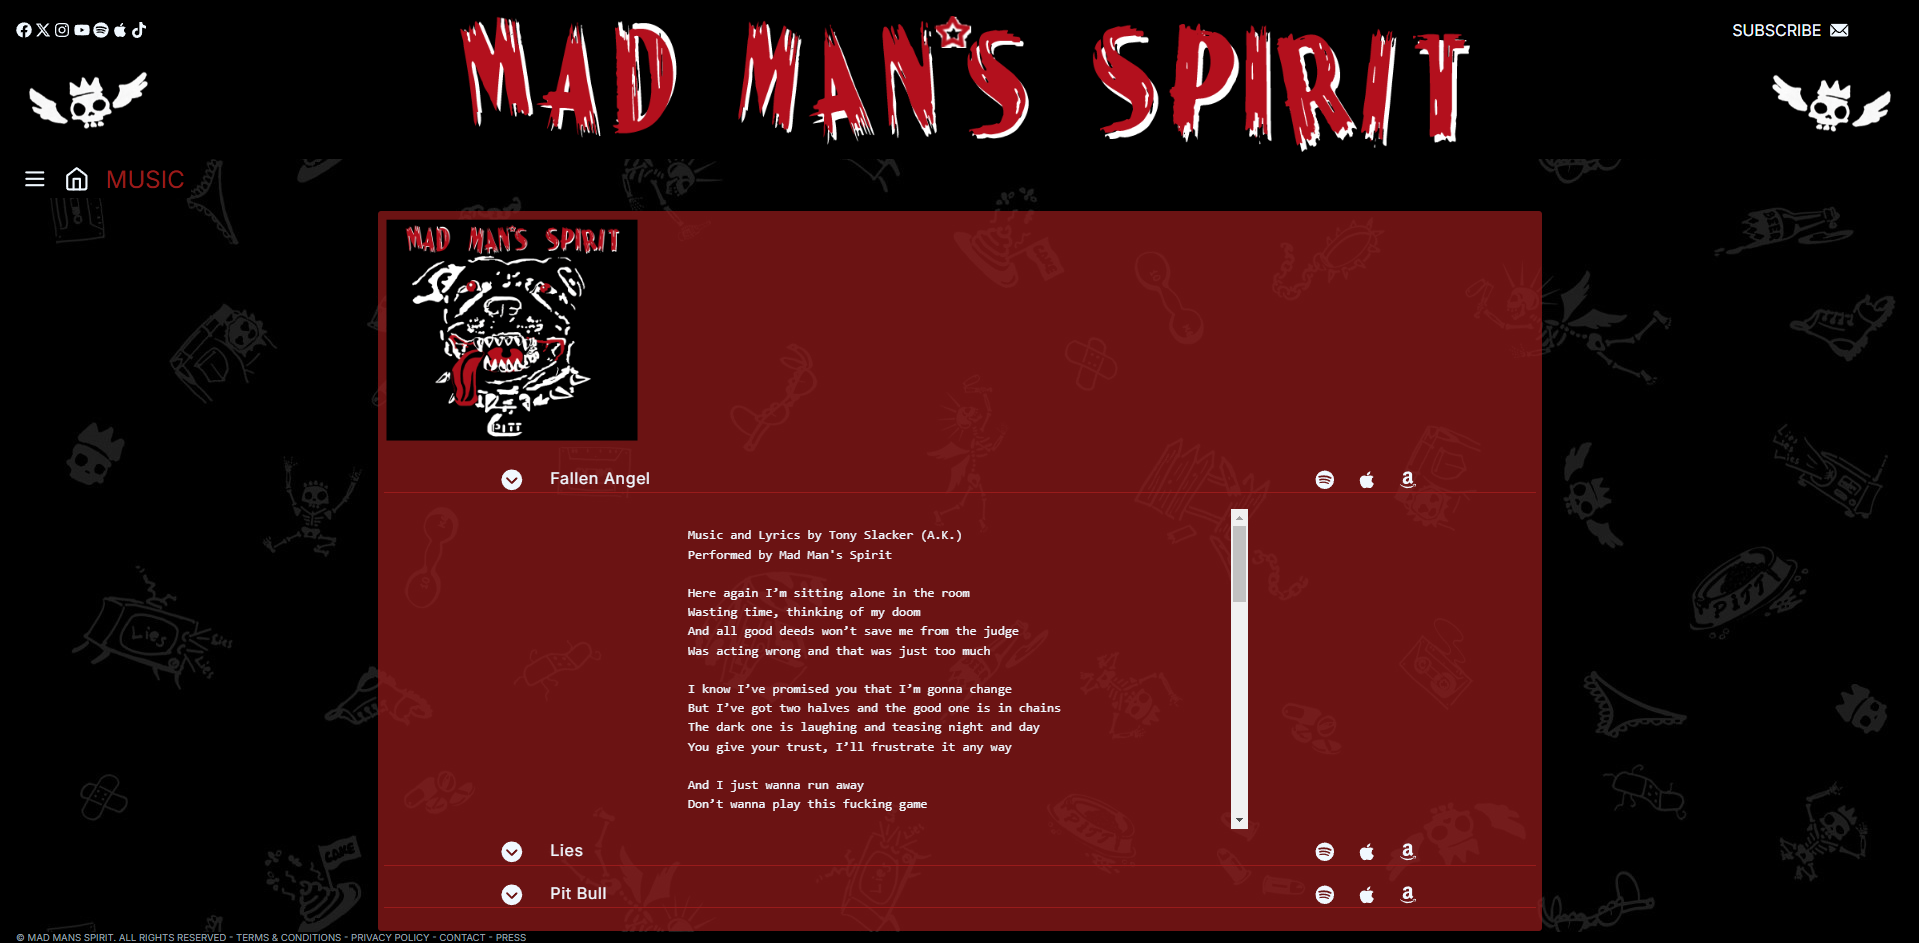 SUBSCRIBE
MAD MAN'S SPIRIT
MUSIC
MAD MAN'S SPIRIT
PITT
Fallen Angel
Music and Lyrics by Tony Slacker (A.K.)
Performed by Mad Man's Spirit
Here again I’m sitting alone in the room
Wasting time, thinking of my doom
And all good deeds won’t save me from the judge
Was acting wrong and that was just too much
I know I’ve promised you that I’m gonna change
But I’ve got two halves and the good one is in chains
The dark one is laughing and teasing night and day
You give your trust, I’ll frustrate it any way
And I just wanna run away
Don’t wanna play this fucking game
Lies
Pit Bull
Lies
Lies
PITT
CAKE
© MAD MANS SPIRIT. ALL RIGHTS RESERVED - TERMS & CONDITIONS - PRIVACY POLICY - CONTACT - PRESS